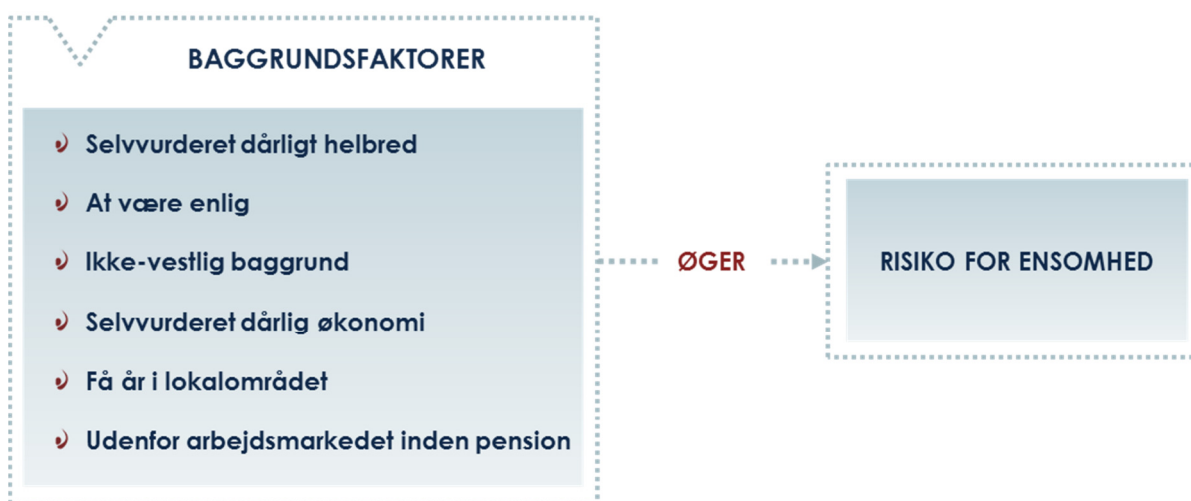 BAGGRUNDSFAKTORER
Selvvurderet dårligt helbred
At være enlig
Ikke-vestlig baggrund
Selvvurderet dårlig økonomi
Få år i lokalområdet
Udenfor arbejdsmarkedet inden pension
ØGER
RISIKO FOR ENSOMHED